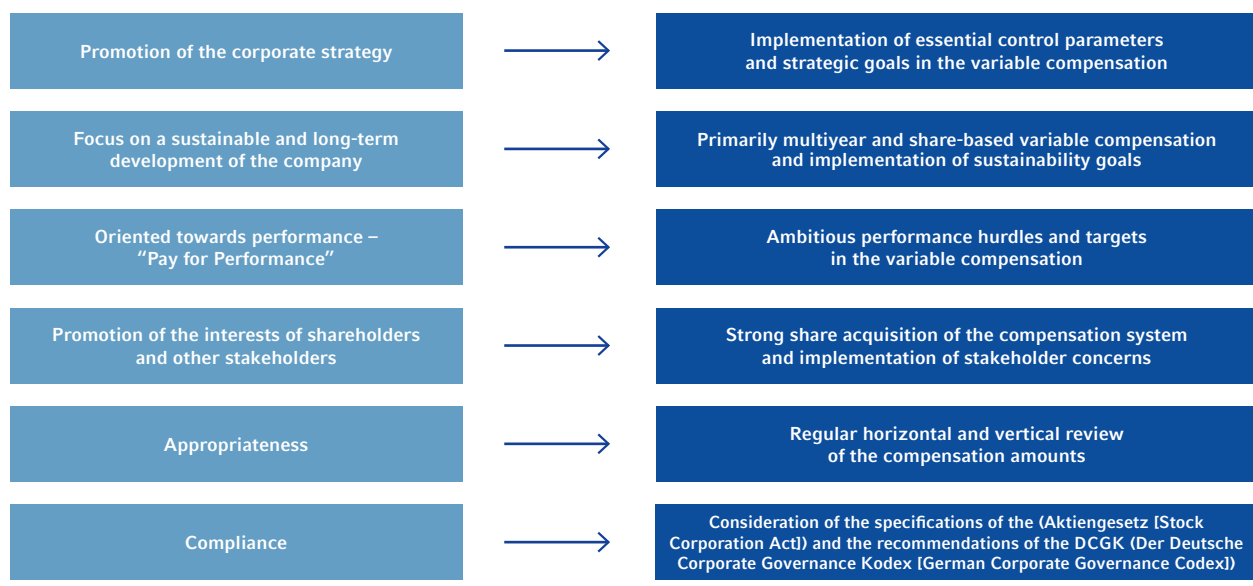 Promotion of the corporate strategy
Implementation of essential control parameters
and strategic goals in the variable compensation
Focus on a sustainable and long-term
development of the company
Primarily multiyear and share-based variable compensation
and implementation of sustainability goals
Oriented towards performance –
“Pay for Performance”
Ambitious performance hurdles and targets
in the variable compensation
Promotion of the interests of shareholders
and other stakeholders
Strong share acquisition of the compensation system
and implementation of stakeholder concerns
Appropriateness
Regular horizontal and vertical review
of the compensation amounts
Compliance
Consideration of the specifications of the (Aktiengesetz [Stock
Corporation Act]) and the recommendations of the DCGK (Der Deutsche
Corporate Governance Kodex [German Corporate Governance Codex])